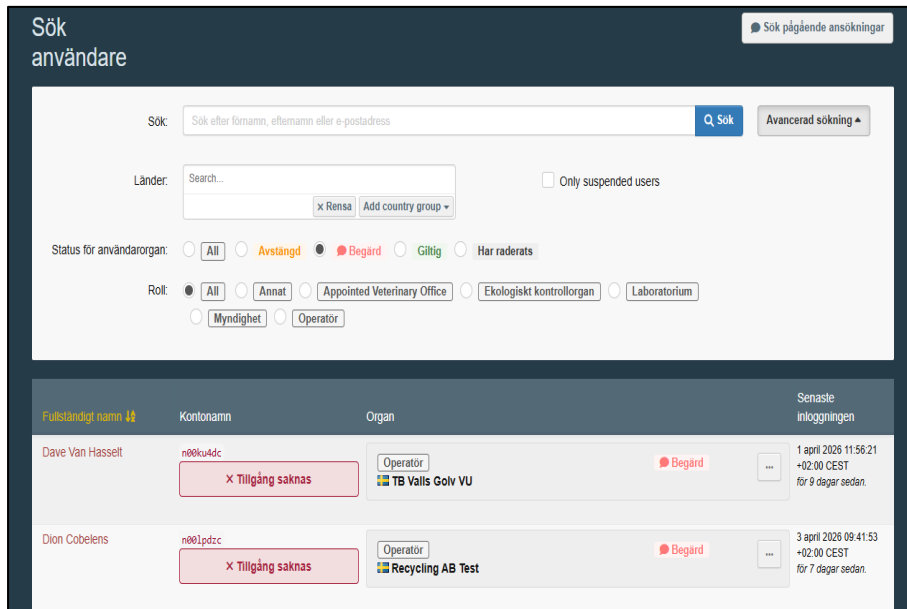 Sök
användare
Sök pågående ansökningar
Sök:
Sök efter förnamn, efternamn eller e-postadress
Sök
Avancerad sökning
Länder:
Search...
Only suspended users
x Rensa
Add country group
Status för användarorgan:
All
Avstängd
Begärd
Giltig
Har raderats
Roll:
All
Annat
Appointed Veterinary Office
Ekologiskt kontrollorgan
Laboratorium
Myndighet
Operatör
Fullständigt namn
Kontonamn
Organ
Senaste
inloggningen
Dave Van Hasselt
n00ku4dc
× Tillgång saknas
Operatör
TB Valls Golv VU
Begärd
...
1 april 2026 11:56:21
+02:00 CEST
för 9 dagar sedan.
Dion Cobelens
n00lpdzc
× Tillgång saknas
Operatör
Recycling AB Test
Begärd
...
3 april 2026 09:41:53
+02:00 CEST
för 7 dagar sedan.